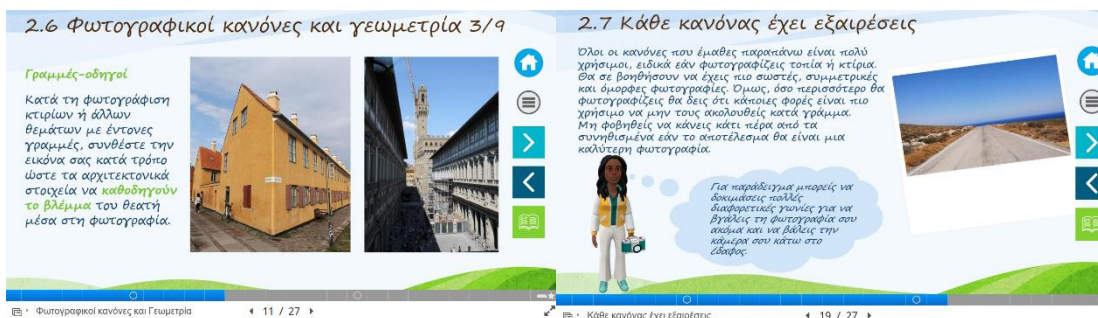 2.6 Φωτογραφικοί κανόνες και γεωμετρία 3/9
Γραμμές-οδηγοί
Κατά τη φωτογράφιση
κτιρίων ή άλλων
θεμάτων με έντονες
γραμμές, συνθέστε την
εικόνα σας κατά τρόπο
ώστε τα αρχιτεκτονικά
στοιχεία να καθοδηγούν
το βλέμμα του θεατή
μέσα στη φωτογραφία.
Φωτογραφικοί κανόνες και Γεωμετρία
11 / 27
2.7 Κάθε κανόνας έχει εξαιρέσεις
Όλοι οι κανόνες που έμαθες παραπάνω είναι πολύ
χρήσιμοι, ειδικά εάν φωτογραφίζεις τοπία ή κτίρια.
Θα σε βοηθήσουν να έχεις πιο σωστές, συμμετρικές
και όμορφες φωτογραφίες. Όμως, όσο περισσότερο θα
φωτογραφίζεις θα δεις ότι κάποιες φορές είναι πιο
χρήσιμο να μην τους ακολουθείς κατά γράμμα.
Μη φοβηθείς να κάνεις κάτι πέρα από τα
συνηθισμένα εάν το αποτέλεσμα θα είναι μια
καλύτερη φωτογραφία.
Για παράδειγμα μπορείς να
δοκιμάσεις πολλές
διαφορετικές γωνίες για να
βγάλεις τη φωτογραφία σου
ακόμα και να βάλεις την
κάμερα σου κάτω στο
έδαφος.
Κάθε κανόνας έχει εξαιρέσεις
19 / 27